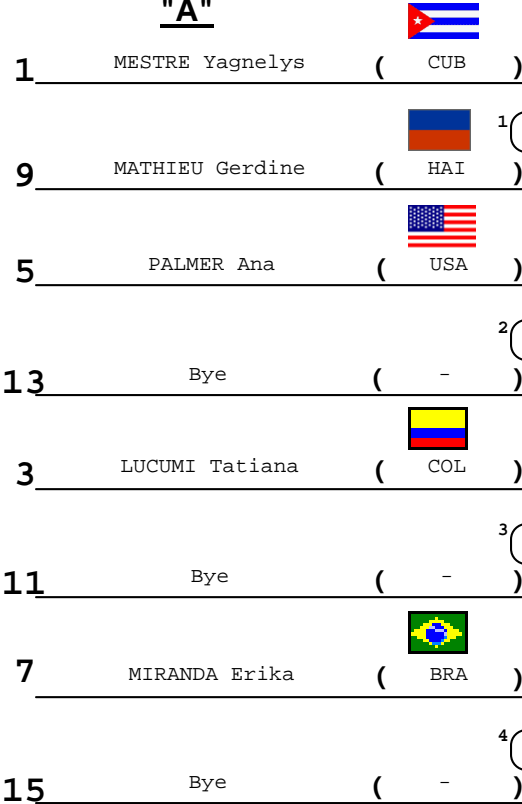 "A"
1 MESTRE Yagnelys ( CUB )
1
9 MATHIEU Gerdine ( HAI )
5 PALMER Ana ( USA )
2
13 Bye ( - )
3 LUCUMI Tatiana ( COL )
3
11 Bye ( - )
7 MIRANDA Erika ( BRA )
4
15 Bye ( - )